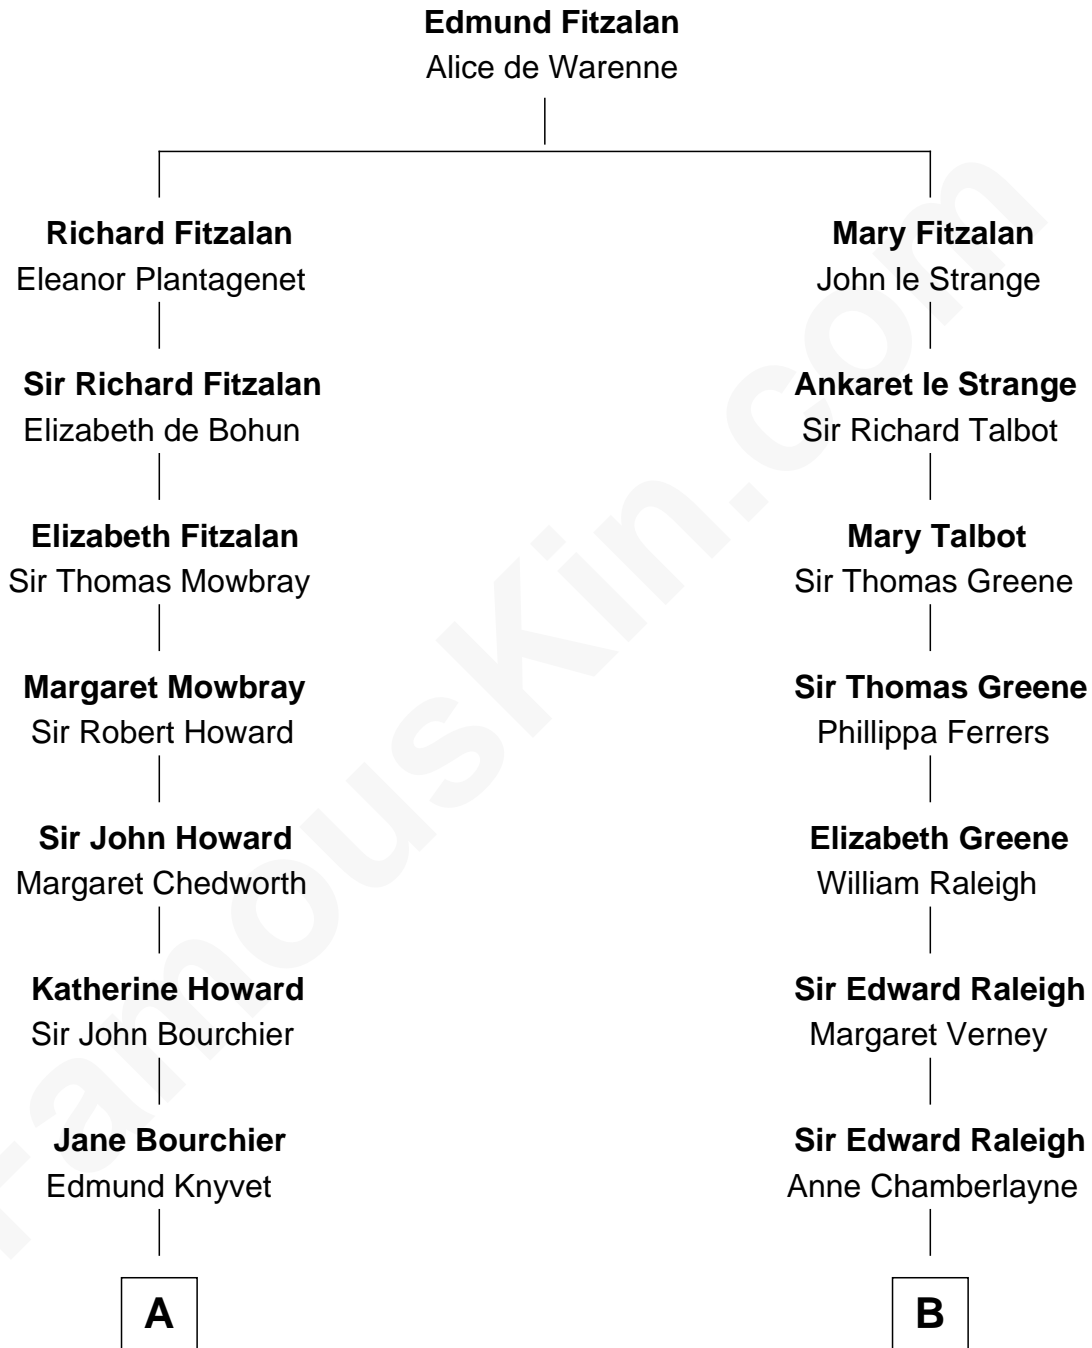 Edmund Fitzalan
Alice de Warenne
Richard Fitzalan
Eleanor Plantagenet
Sir Richard Fitzalan
Elizabeth de Bohun
Elizabeth Fitzalan
Sir Thomas Mowbray
Margaret Mowbray
Sir Robert Howard
Sir John Howard
Margaret Chedworth
Katherine Howard
Sir John Bourchier
Jane Bourchier
Edmund Knyvet
A
Mary Fitzalan
John le Strange
Ankaret le Strange
Sir Richard Talbot
Mary Talbot
Sir Thomas Greene
Sir Thomas Greene
Phillippa Ferrers
Elizabeth Greene
William Raleigh
Sir Edward Raleigh
Margaret Verney
Sir Edward Raleigh
Anne Chamberlayne
B
FamousKin.com